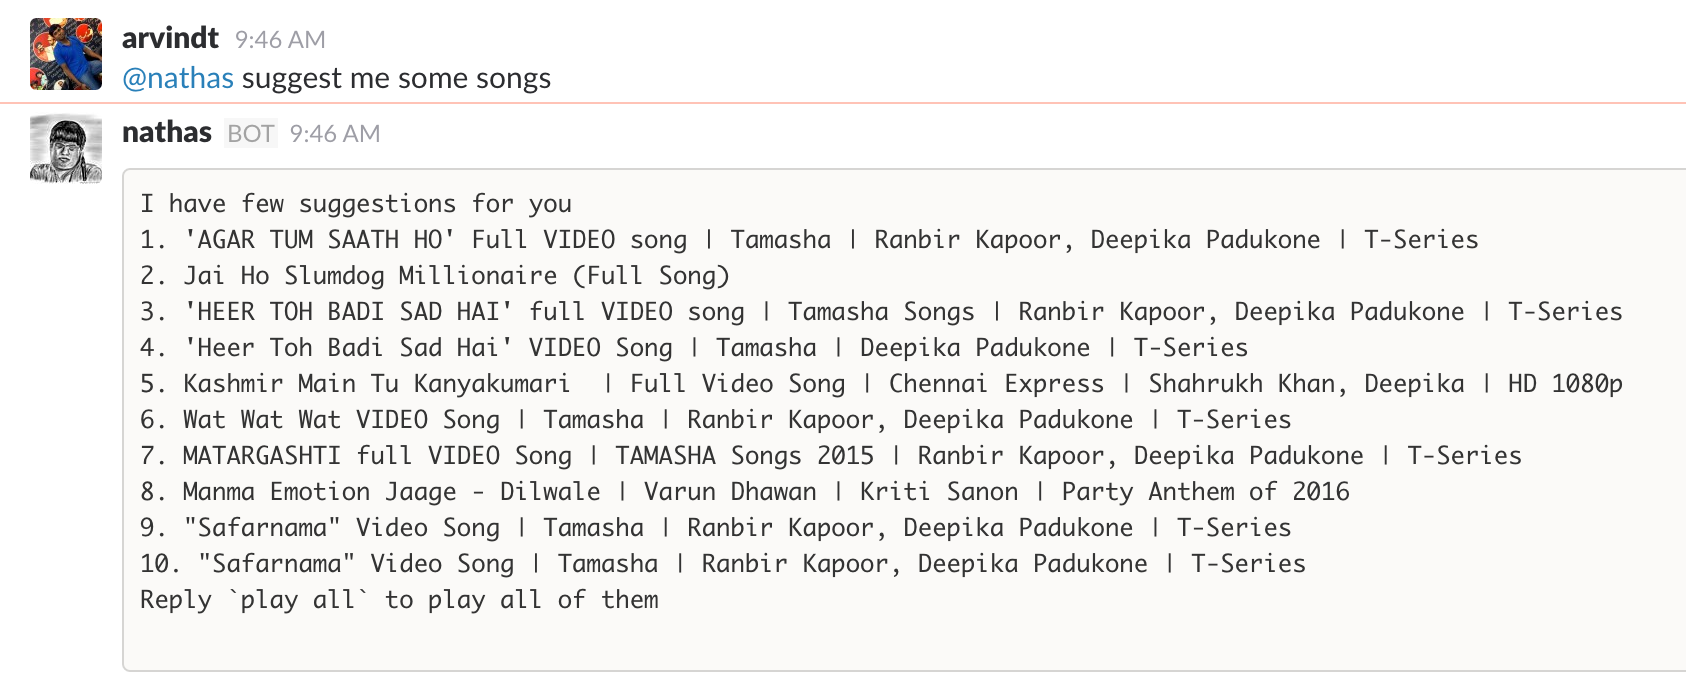 arvindt 9:46 AM
@nathas suggest me some songs
nathas BOT 9:46 AM
I have few suggestions for you
1. 'AGAR TUM SAATH HO' Full VIDEO song | Tamasha | Ranbir Kapoor, Deepika Padukone | T-Series
2. Jai Ho Slumdog Millionaire (Full Song)
3. 'HEER TOH BADI SAD HAI' full VIDEO song | Tamasha Songs | Ranbir Kapoor, Deepika Padukone | T-Series
4. 'Heer Toh Badi Sad Hai' VIDEO Song | Tamasha | Deepika Padukone | T-Series
5. Kashmir Main Tu Kanyakumari  | Full Video Song | Chennai Express | Shahrukh Khan, Deepika | HD 1080p
6. Wat Wat Wat VIDEO Song | Tamasha | Ranbir Kapoor, Deepika Padukone | T-Series
7. MATARGASHTI full VIDEO Song | TAMASHA Songs 2015 | Ranbir Kapoor, Deepika Padukone | T-Series
8. Manma Emotion Jaage - Dilwale | Varun Dhawan | Kriti Sanon | Party Anthem of 2016
9. "Safarnama" Video Song | Tamasha | Ranbir Kapoor, Deepika Padukone | T-Series
10. "Safarnama" Video Song | Tamasha | Ranbir Kapoor, Deepika Padukone | T-Series
Reply `play all` to play all of them